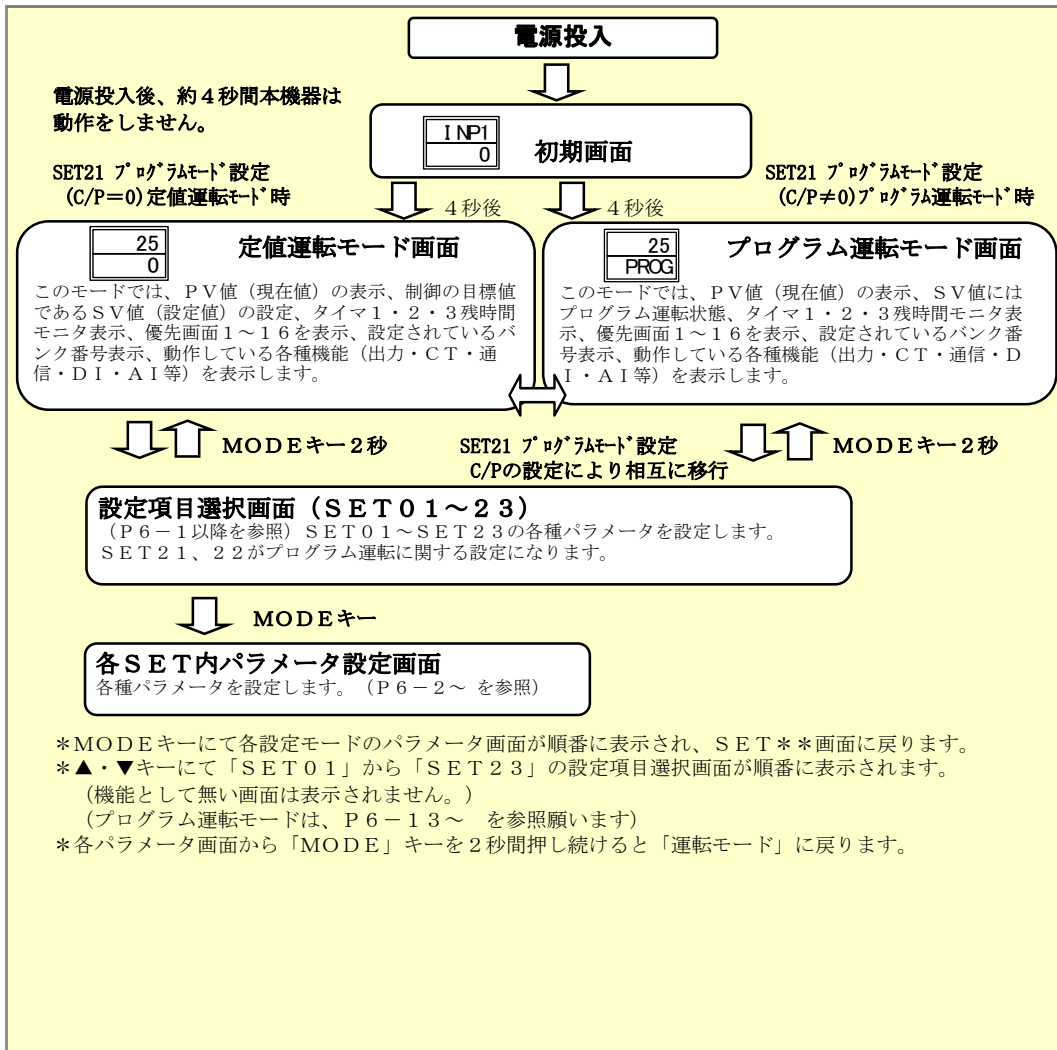 電源投入
電源投入後、約４秒間本機器は
動作をしません。
INP1
0
初期画面
SET21 ﾌﾟﾛｸﾞﾗﾑﾓｰﾄﾞ設定
(C/P＝0)定値運転ﾓｰﾄﾞ時
SET21 ﾌﾟﾛｸﾞﾗﾑﾓｰﾄﾞ設定
(C/P≠0)ﾌﾟﾛｸﾞﾗﾑ運転ﾓｰﾄﾞ時
４秒後
４秒後
25
0
定値運転モード画面
このモードでは、ＰＶ値（現在値）の表示、制御の目標値
であるＳＶ値（設定値）の設定、タイマ１・２・３残時間
モニタ表示、優先画面１～１６を表示、設定されているバ
ンク番号表示、動作している各種機能（出力・ＣＴ・通
信・ＤＩ・ＡＩ等）を表示します。
25
PROG
プログラム運転モード画面
このモードでは、ＰＶ値（現在値）の表示、ＳＶ値には
プログラム運転状態、タイマ１・２・３残時間モニタ表
示、優先画面１～１６を表示、設定されているバンク番
号表示、動作している各種機能（出力・ＣＴ・通信・Ｄ
Ｉ・ＡＩ等）を表示します。
ＭＯＤＥキー２秒
SET21 ﾌﾟﾛｸﾞﾗﾑﾓｰﾄﾞ設定
C/Pの設定により相互に移行
ＭＯＤＥキー２秒
設定項目選択画面（ＳＥＴ０１～２３）
（Ｐ６－１以降を参照）ＳＥＴ０１～ＳＥＴ２３の各種パラメータを設定します。
ＳＥＴ２１、２２がプログラム運転に関する設定になります。
ＭＯＤＥキー
各ＳＥＴ内パラメータ設定画面
各種パラメータを設定します。（Ｐ６－２～ を参照）
＊ＭＯＤＥキーにて各設定モードのパラメータ画面が順番に表示され、ＳＥＴ＊＊画面に戻ります。
＊▲・▼キーにて「ＳＥＴ０１」から「ＳＥＴ２３」の設定項目選択画面が順番に表示されます。
（機能として無い画面は表示されません。）
（プログラム運転モードは、Ｐ６－１３～　を参照願います）
＊各パラメータ画面から「ＭＯＤＥ」キーを２秒間押し続けると「運転モード」に戻ります。